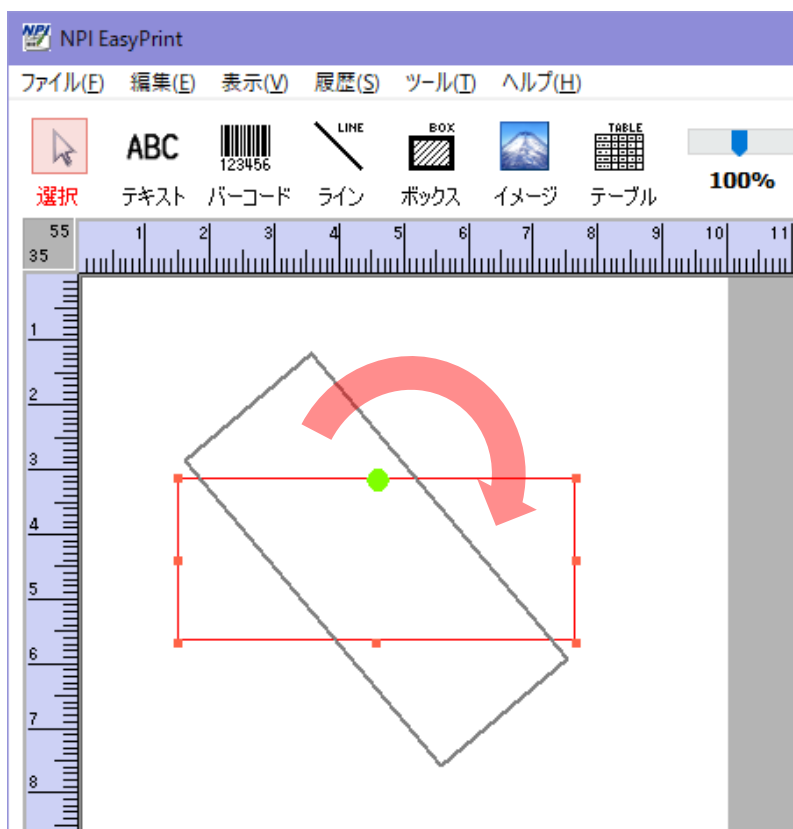 NPI EasyPrint
ファイル(F) 編集(E) 表示(V) 履歴(S) ツール(T) ヘルプ(H)
ABC 123456 LINE BOX TABLE
選択 テキスト バーコード ライン ボックス イメージ テーブル 100%
55 1 2 3 4 5 6 7 8 9 10 11
35
1
2
3
4
5
6
7
8